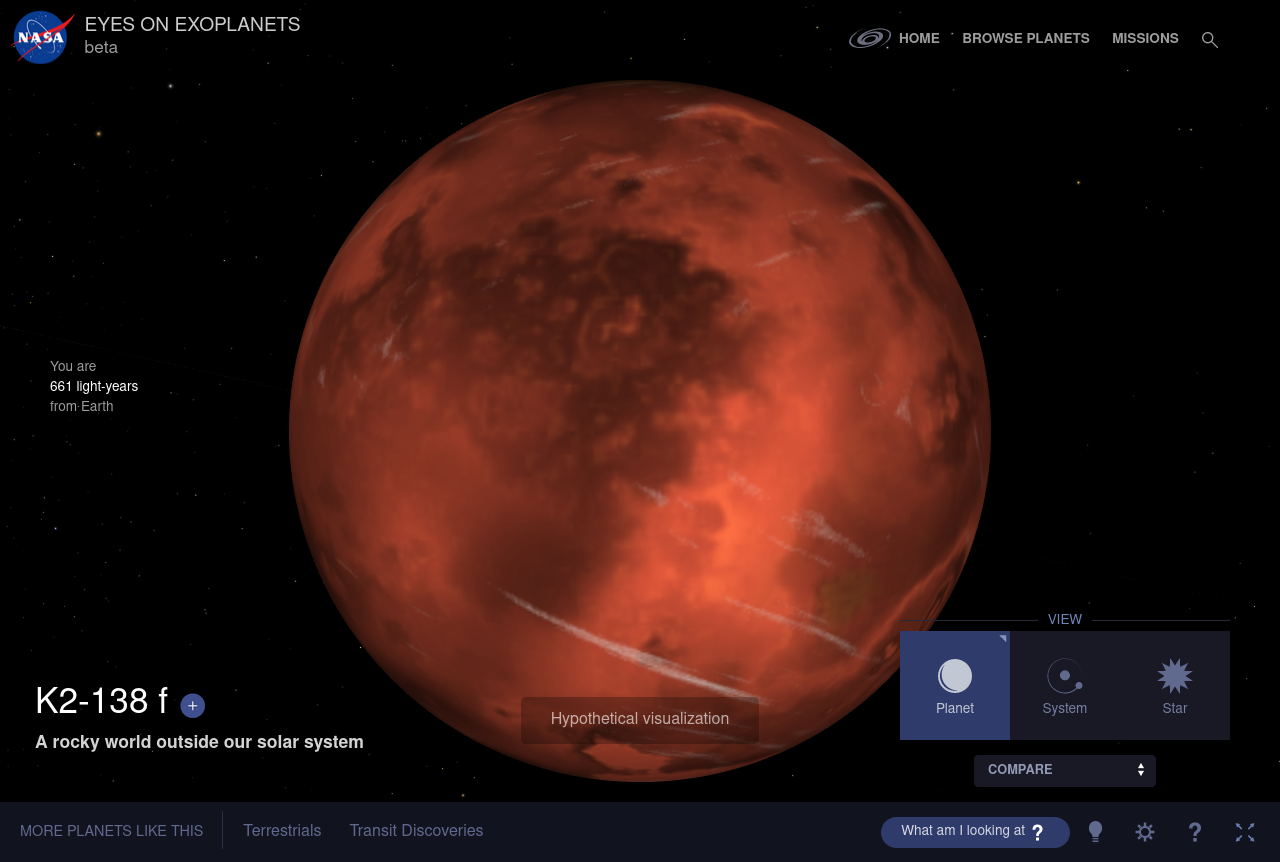 NASA
EYES ON EXOPLANETS
beta
HOME
BROWSE PLANETS
MISSIONS
You are
661 light-years
from Earth
VIEW
Planet
System
Star
K2-138 f +
A rocky world outside our solar system
Hypothetical visualization
COMPARE
MORE PLANETS LIKE THIS
Terrestrials
Transit Discoveries
What am I looking at ?
?